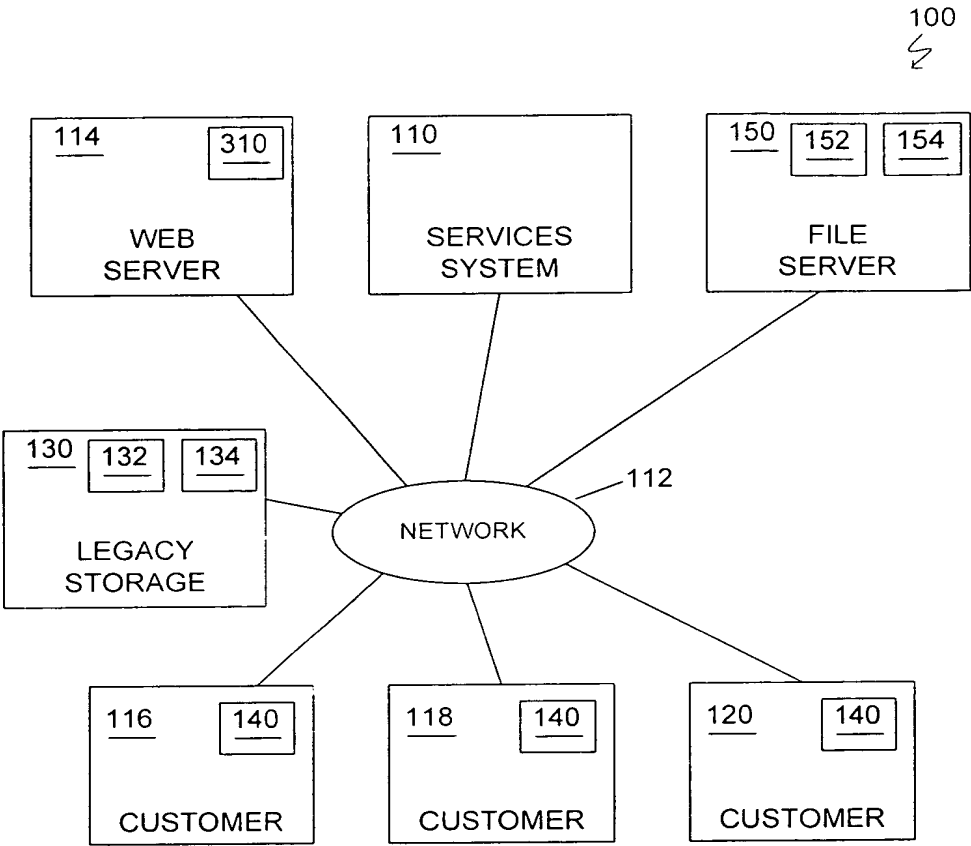 100
114
310
WEB
SERVER
110
SERVICES
SYSTEM
150
152
154
FILE
SERVER
130
132
134
LEGACY
STORAGE
NETWORK
112
116
140
CUSTOMER
118
140
CUSTOMER
120
140
CUSTOMER